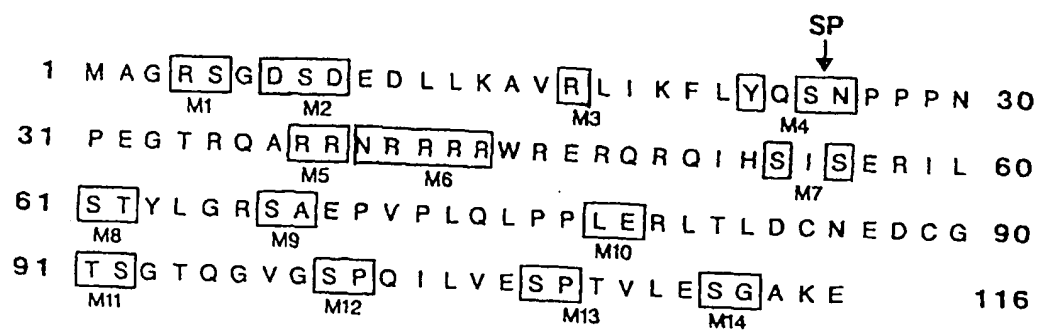 SP
1 M A G R S G D S D E D L L K A V R L I K F L Y Q S N P P P N 30
M1 M2 M3 M4
31 P E G T R Q A R R N R R R R W R E R Q R Q I H S I S E R I L 60
M5 M6 M7
61 S T Y L G R S A E P V P L Q L P P L E R L T L D C N E D C G 90
M8 M9 M10
91 T S G T Q G V G S P Q I L V E S P T V L E S G A K E 116
M11 M12 M13 M14